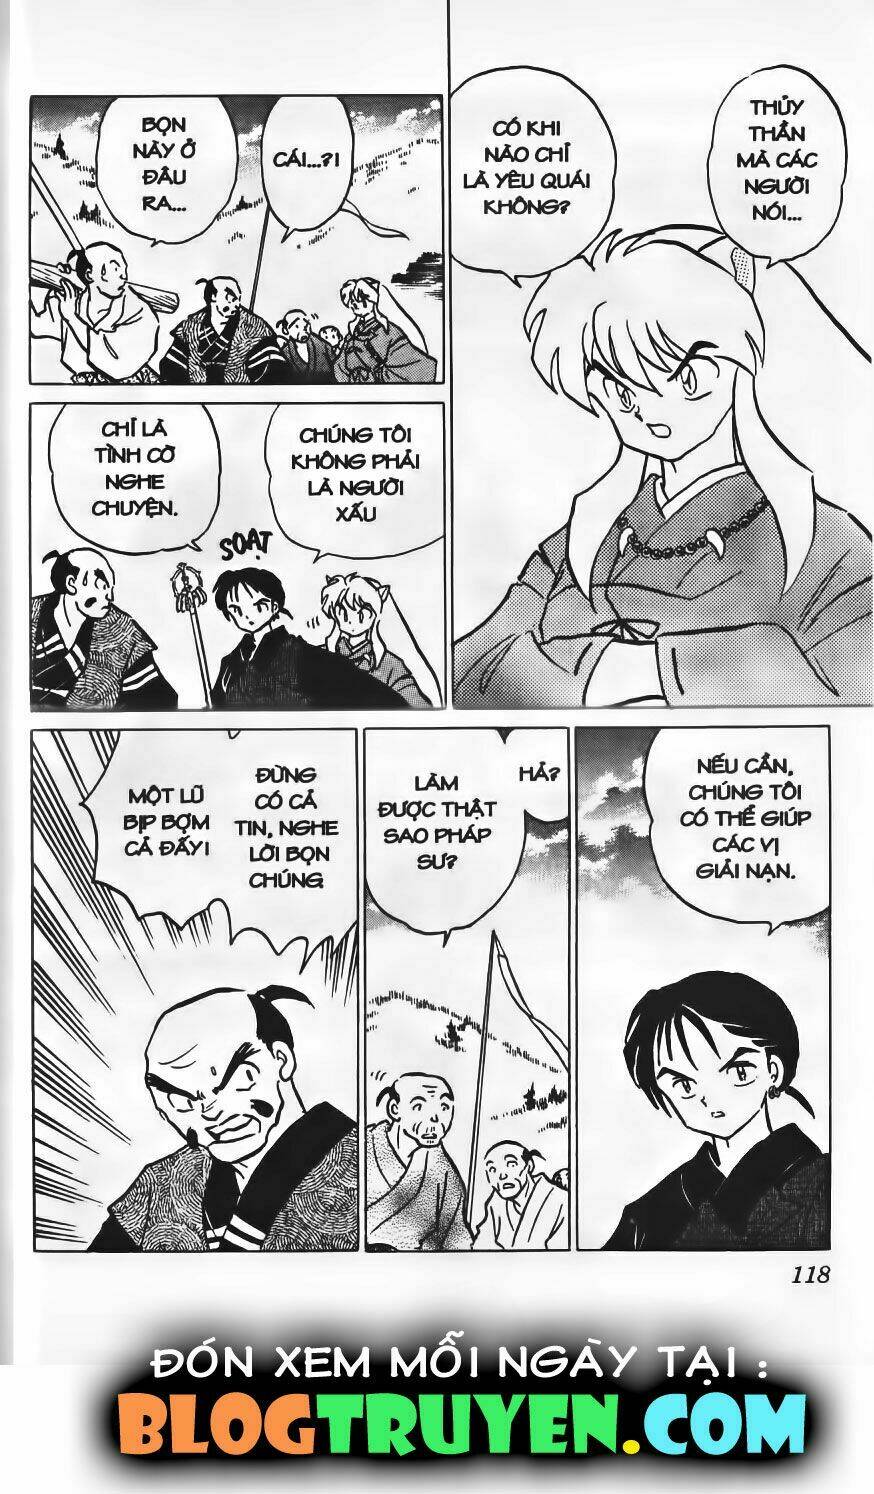 THỦY
THẦN
MÀ CÁC
NGƯỜI
NÓI...
CÓ KHI
NÀO CHỈ
LÀ YÊU QUÁI
KHÔNG?
CÁI...?!
BỌN
NÀY Ở
ĐÂU
RA...
CHÚNG TÔI
KHÔNG PHẢI
LÀ NGƯỜI
XẤU
SOẠT
CHỈ LÀ
TÌNH CỜ
NGHE
CHUYỆN.
NẾU CẦN,
CHÚNG TÔI
CÓ THỂ GIÚP
CÁC VỊ
GIẢI NẠN.
HẢ?
LÀM
ĐƯỢC THẬT
SAO PHÁP
SƯ?
ĐỪNG
CÓ CẢ
TIN, NGHE
LỜI BỌN
CHÚNG.
MỘT LŨ
BỊP BỢM
CẢ ĐẤY!
118
ĐÓN XEM MỖI NGÀY TẠI :
BLOGTRUYEN.COM